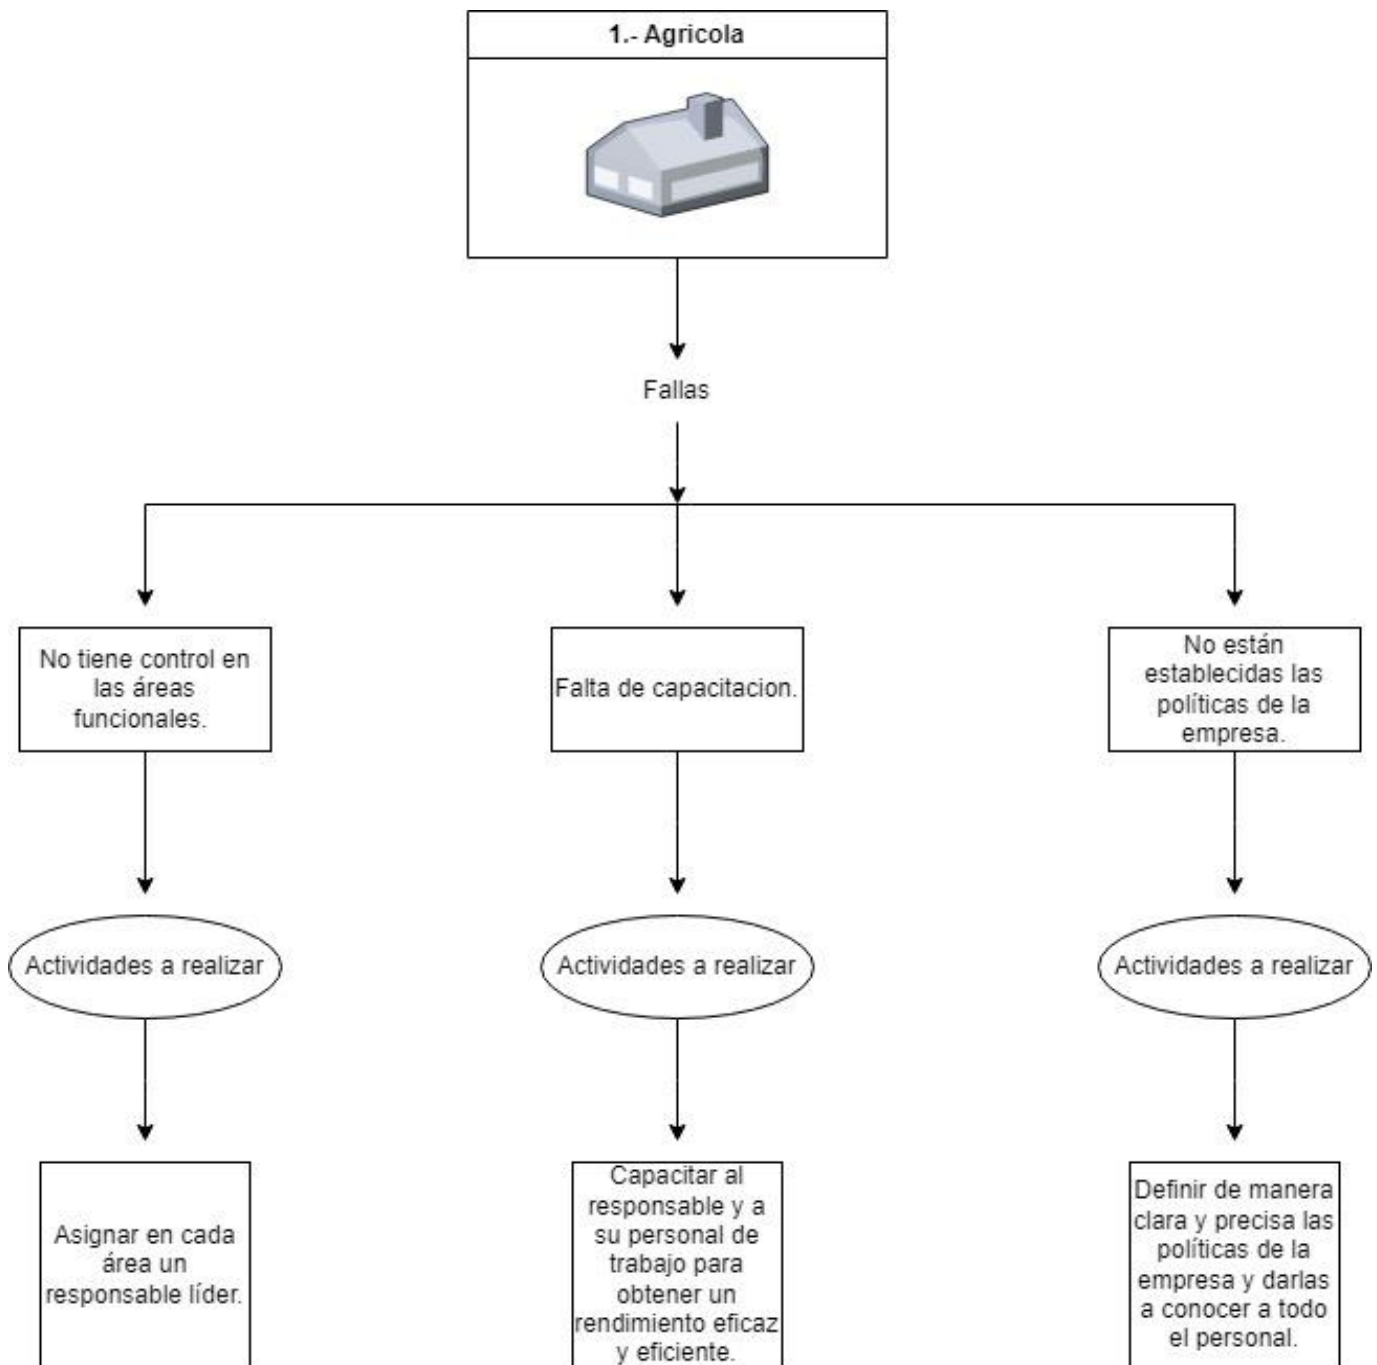 1.- Agricola
Fallas
No tiene control en
las áreas
funcionales.
Falta de capacitacion.
No están
establecidas las
políticas de la
empresa.
Actividades a realizar
Actividades a realizar
Actividades a realizar
Asignar en cada
área un
responsable líder.
Capacitar al
responsable y a
su personal de
trabajo para
obtener un
rendimiento eficaz
y eficiente.
Definir de manera
clara y precisa las
políticas de la
empresa y darlas
a conocer a todo
el personal.